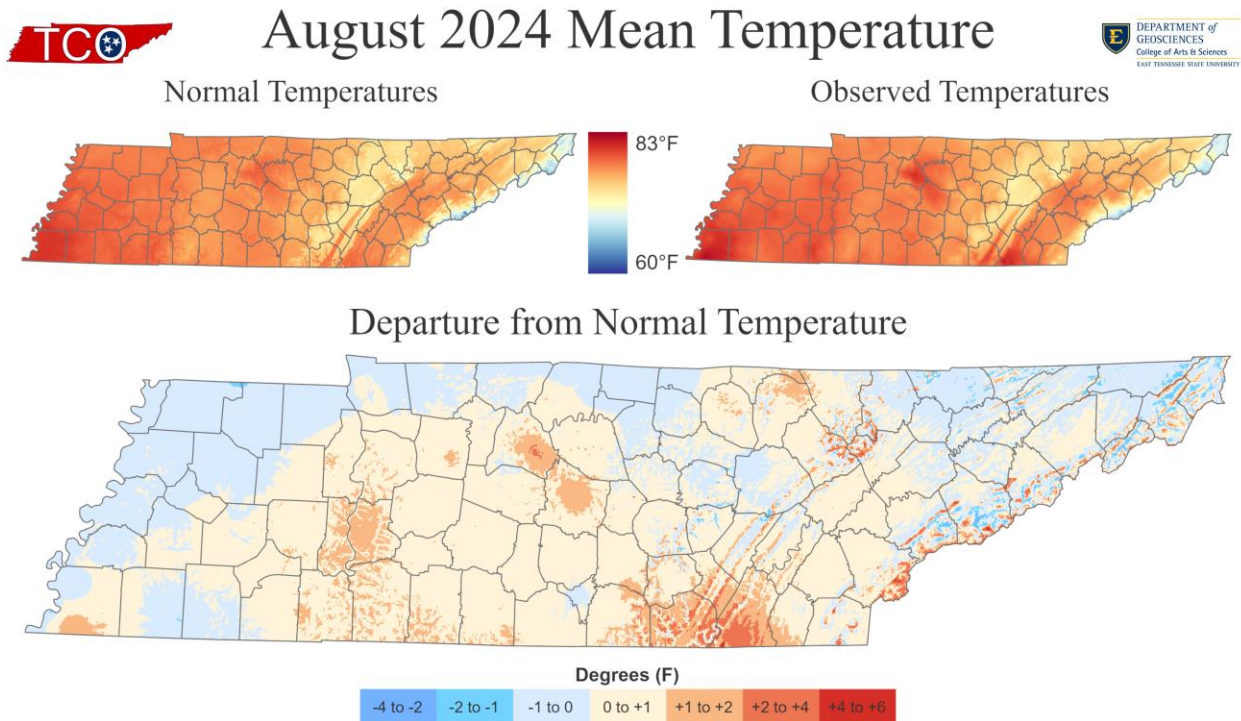 TCO
August 2024 Mean Temperature
E
DEPARTMENT of
GEOSCIENCES
College of Arts & Sciences
EAST TENNESSEE STATE UNIVERSITY
Normal Temperatures
Observed Temperatures
83°F
60°F
Departure from Normal Temperature
Degrees (F)
-4 to -2 -2 to -1 -1 to 0 0 to +1 +1 to +2 +2 to +4 +4 to +6